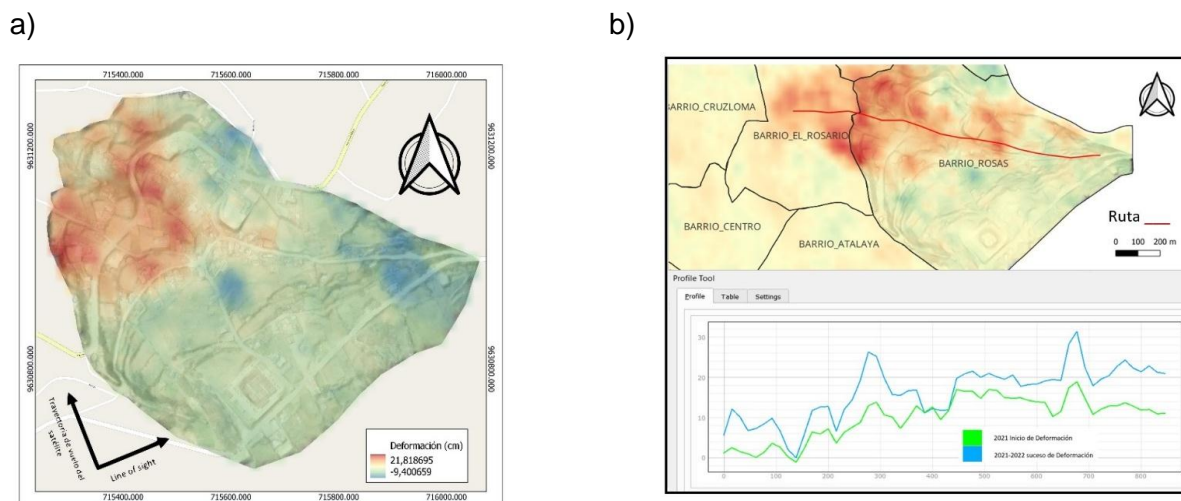 a)
715400.000 715600.000 715800.000 716000.000
9631200.000
9631200.000
9630800.000
9630800.000
Trayectoria de vuelo del satélite
Line of sight
Deformación (cm)
21,818695
-9,400659
715400.000 715600.000 715800.000 716000.000
b)
BARRIO_CRUZLOMA
BARRIO_EL_ROSARIO
BARRIO_ROSAS
BARRIO_CENTRO
BARRIO_ATALAYA
Ruta
0 100 200 m
Profile Tool
Profile Table Settings
30
20
10
0
2021 Inicio de Deformación
2021-2022 suceso de Deformación
0 100 200 300 400 500 600 700 800